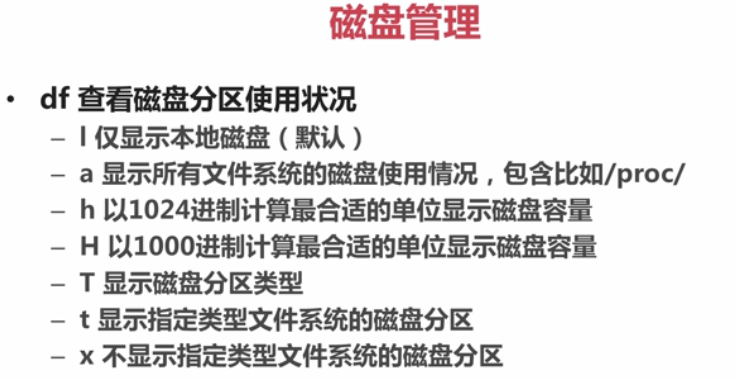 磁盘管理
• df 查看磁盘分区使用状况
– l 仅显示本地磁盘（默认）
– a 显示所有文件系统的磁盘使用情况，包含比如/proc/
– h 以1024进制计算最合适的单位显示磁盘容量
– H 以1000进制计算最合适的单位显示磁盘容量
– T 显示磁盘分区类型
– t 显示指定类型文件系统的磁盘分区
– x 不显示指定类型文件系统的磁盘分区